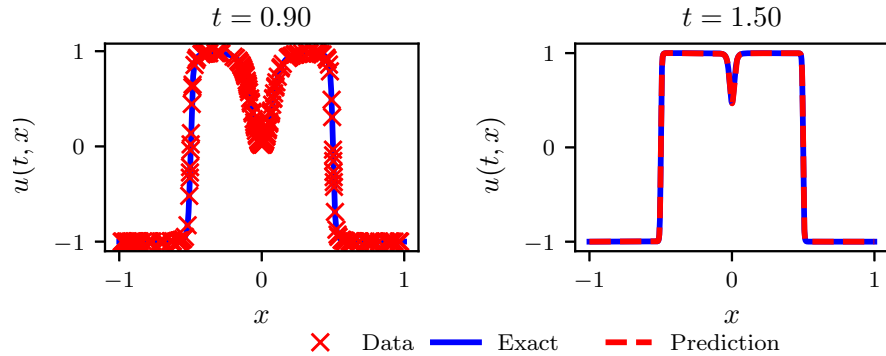 t = 0.90
t = 1.50
1
0
−1
u(t, x)
−1 0 1
x
1
0
−1
u(t, x)
−1 0 1
x
Data Exact Prediction